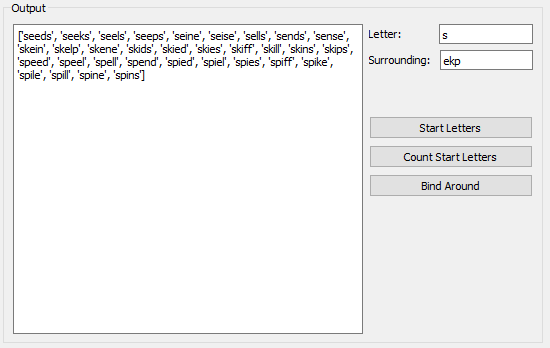 Output
['seeds', 'seeks', 'seels', 'seeps', 'seine', 'seise', 'sells', 'sends', 'sense',
'skein', 'skelp', 'skene', 'skids', 'skied', 'skies', 'skiff', 'skill', 'skins', 'skips',
'speed', 'speel', 'spell', 'spend', 'spied', 'spiel', 'spies', 'spiff', 'spike',
'spile', 'spill', 'spine', 'spins']
Letter: s
Surrounding: ekp
Start Letters
Count Start Letters
Bind Around